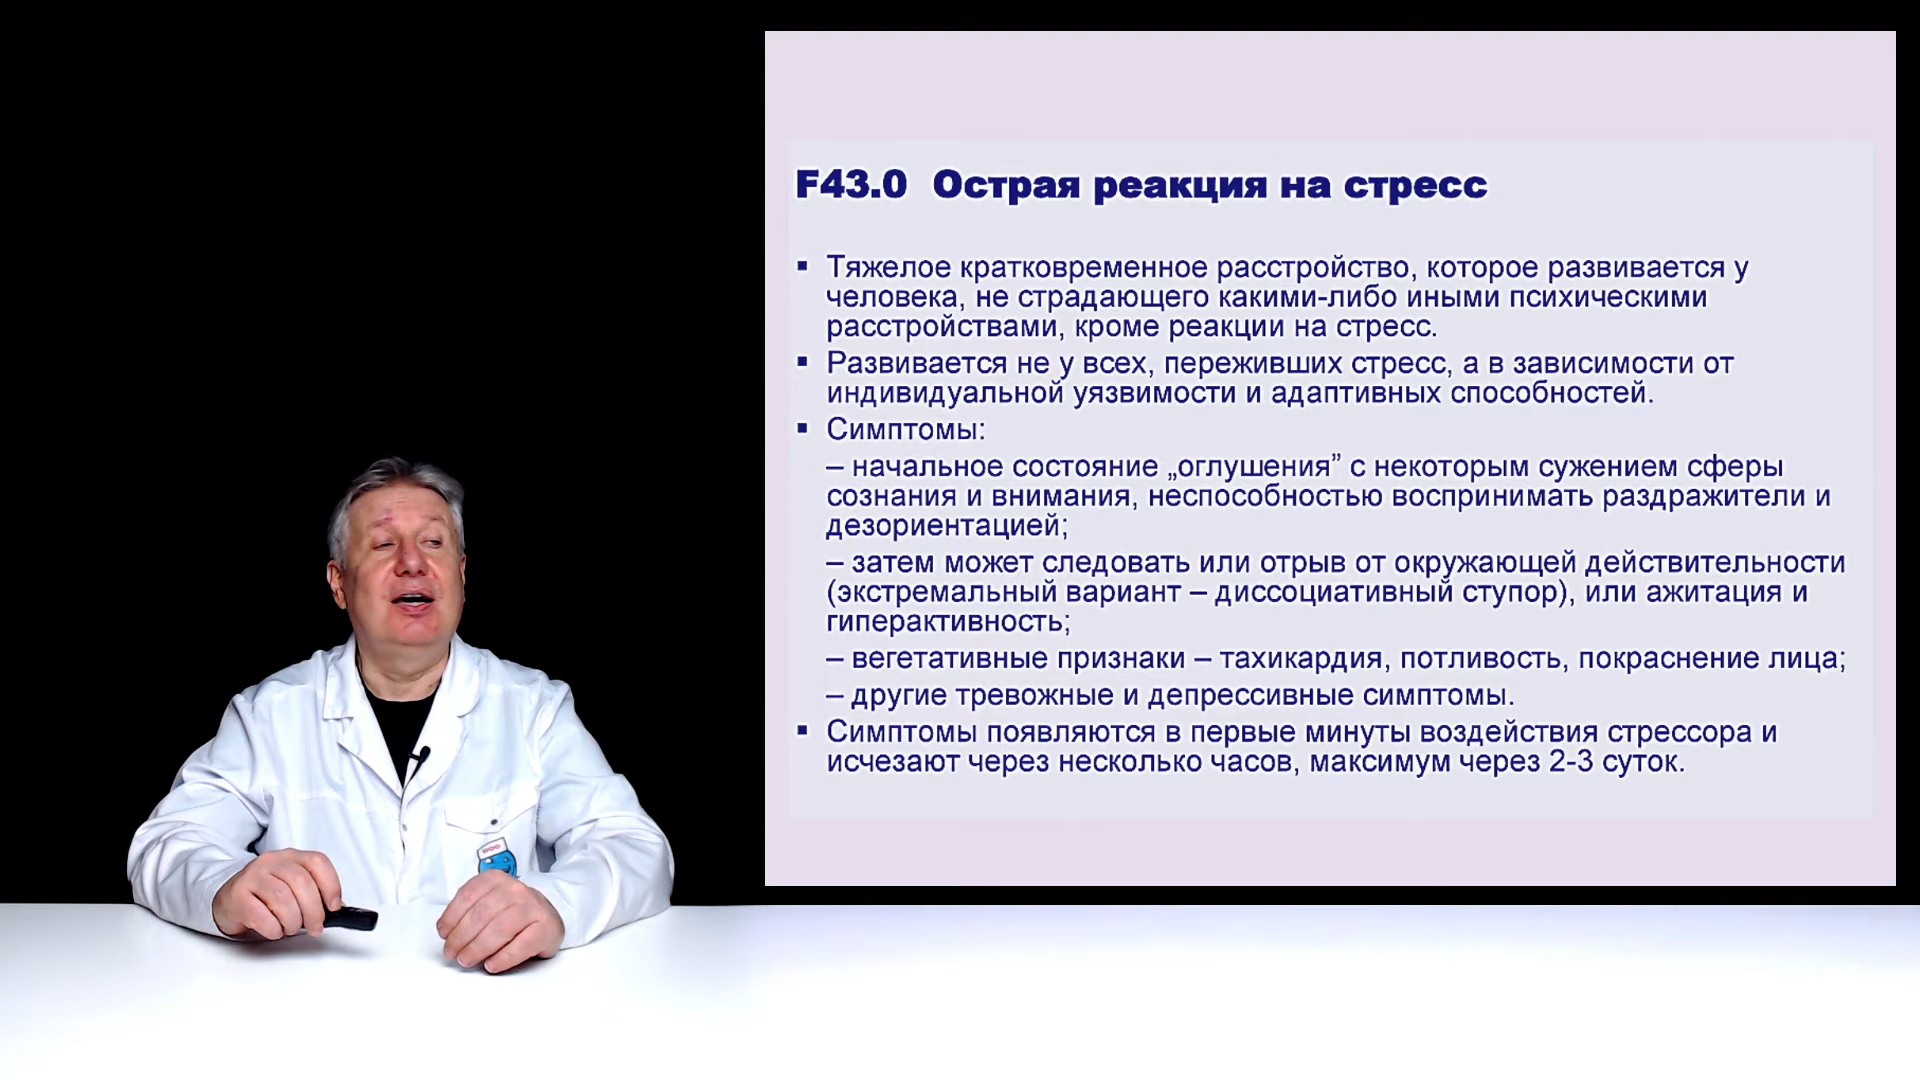 F43.0 Острая реакция на стресс
▪ Тяжелое кратковременное расстройство, которое развивается у
человека, не страдающего какими-либо иными психическими
расстройствами, кроме реакции на стресс.
▪ Развивается не у всех, переживших стресс, а в зависимости от
индивидуальной уязвимости и адаптивных способностей.
▪ Симптомы:
– начальное состояние „оглушения” с некоторым сужением сферы
сознания и внимания, неспособностью воспринимать раздражители и
дезориентацией;
– затем может следовать или отрыв от окружающей действительности
(экстремальный вариант – диссоциативный ступор), или ажитация и
гиперактивность;
– вегетативные признаки – тахикардия, потливость, покраснение лица;
– другие тревожные и депрессивные симптомы.
▪ Симптомы появляются в первые минуты воздействия стрессора и
исчезают через несколько часов, максимум через 2-3 суток.